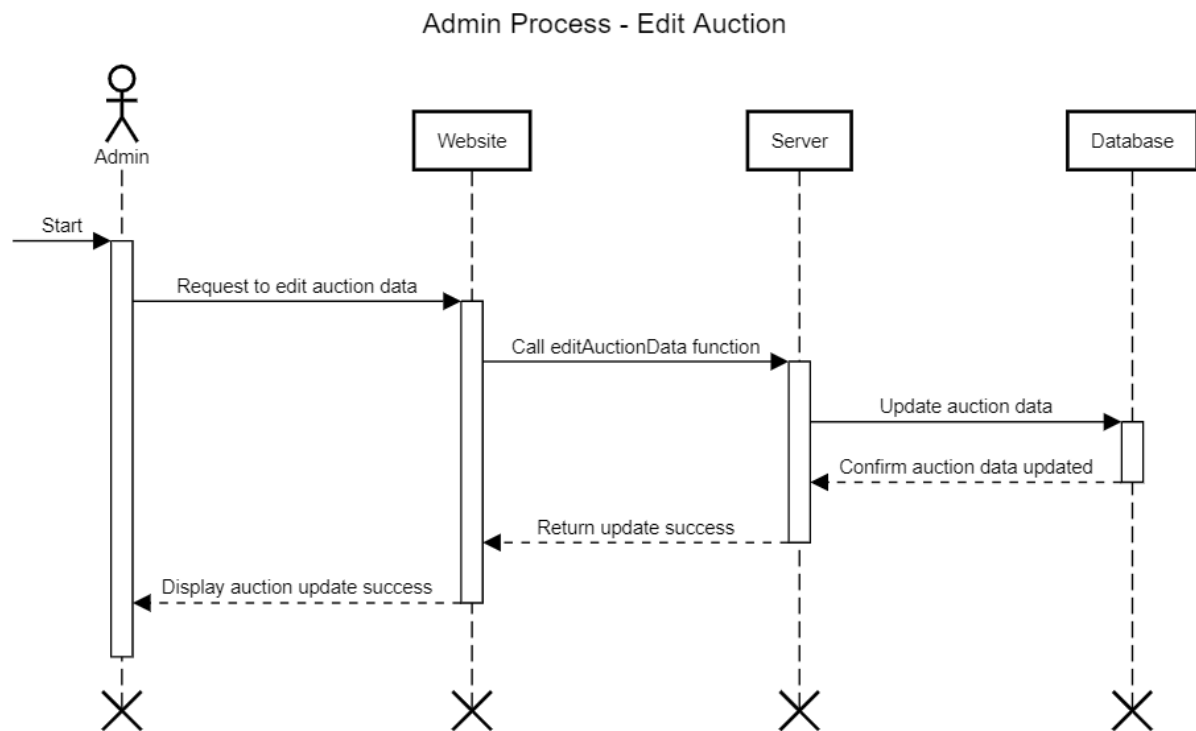 Admin Process - Edit Auction
Admin
Website
Server
Database
Start
Request to edit auction data
Call editAuctionData function
Update auction data
Confirm auction data updated
Return update success
Display auction update success